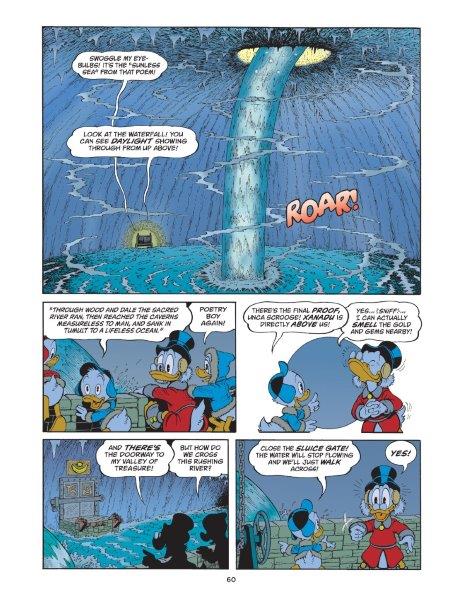 SWOGGLE MY EYE-
BULBS! IT'S THE "SUNLESS
SEA" FROM THAT POEM!
LOOK AT THE WATERFALL! YOU
CAN SEE DAYLIGHT SHOWING
THROUGH FROM UP ABOVE!
ROAR!
"THROUGH WOOD AND DALE THE SACRED
RIVER RAN, THEN REACHED THE CAVERNS
MEASURELESS TO MAN, AND SANK IN
TUMULT TO A LIFELESS OCEAN."
POETRY
BOY
AGAIN!
THERE'S THE FINAL PROOF,
UNCA SCROOGE! XANADU IS
DIRECTLY ABOVE US!
YES... (SNIFF!)...
I CAN ACTUALLY
SMELL THE GOLD
AND GEMS NEARBY!
AND THERE'S
THE DOORWAY TO
MY VALLEY OF
TREASURE!
BUT HOW DO
WE CROSS
THIS RUSHING
RIVER?
CLOSE THE SLUICE GATE!
THE WATER WILL STOP FLOWING
AND WE'LL JUST WALK
ACROSS!
YES!
60